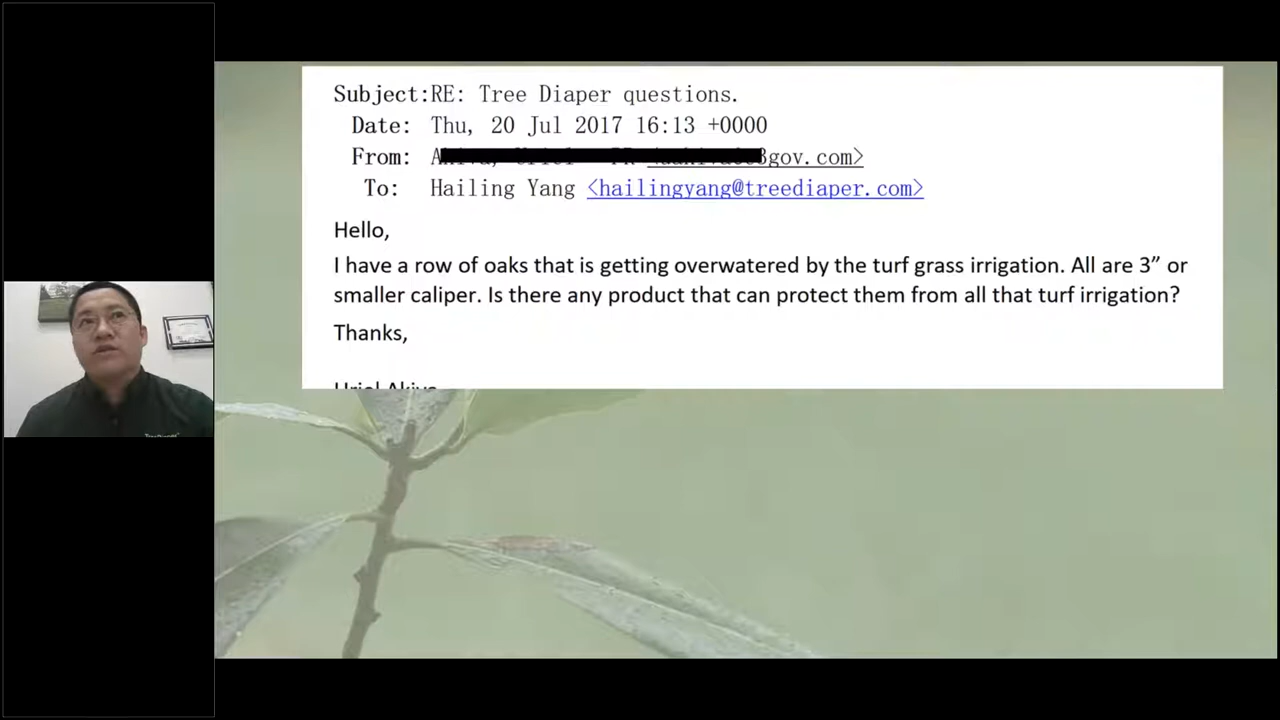 Subject:RE: Tree Diaper questions.
Date: Thu, 20 Jul 2017 16:13 +0000
From: gov.com>
To: Hailing Yang <hailingyang@treediaper.com>
Hello,
I have a row of oaks that is getting overwatered by the turf grass irrigation. All are 3” or
smaller caliper. Is there any product that can protect them from all that turf irrigation?
Thanks,